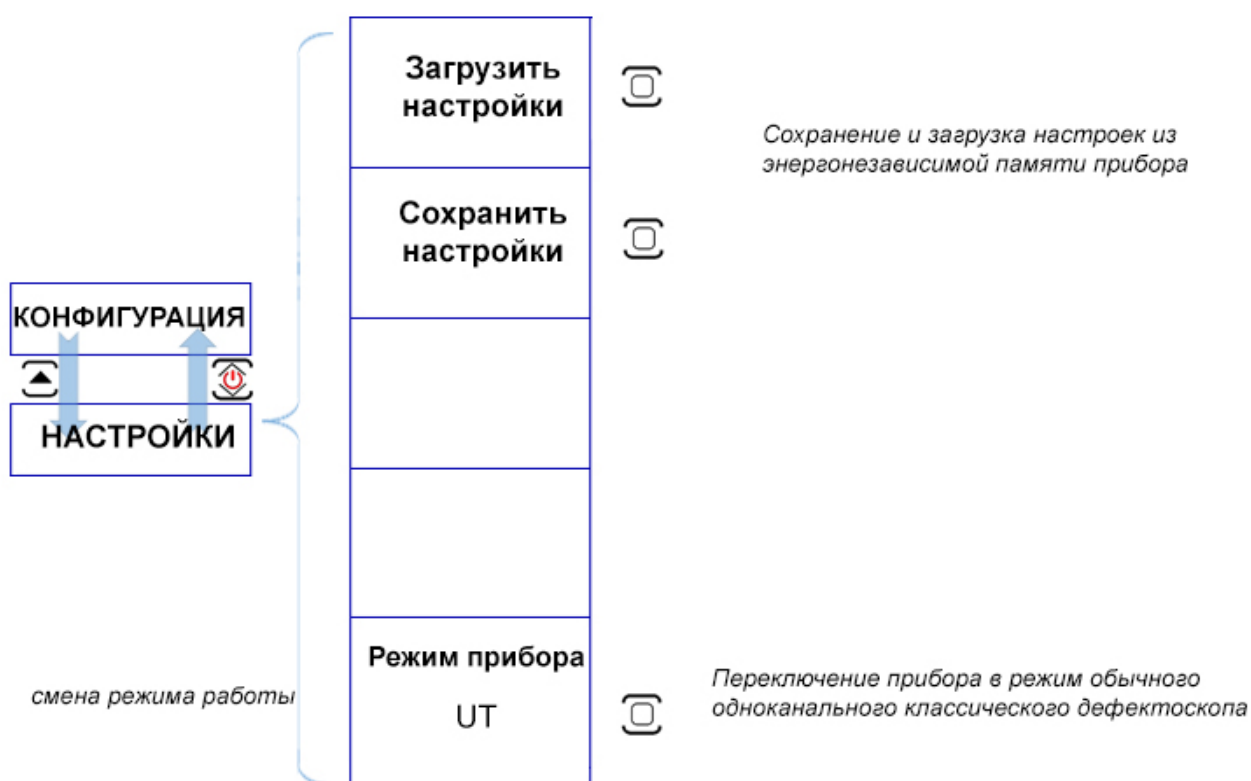 Загрузить
настройки
Сохранение и загрузка настроек из
энергонезависимой памяти прибора
Сохранить
настройки
КОНФИГУРАЦИЯ
НАСТРОЙКИ
Режим прибора
UT
смена режима работы
Переключение прибора в режим обычного
одноканального классического дефектоскопа